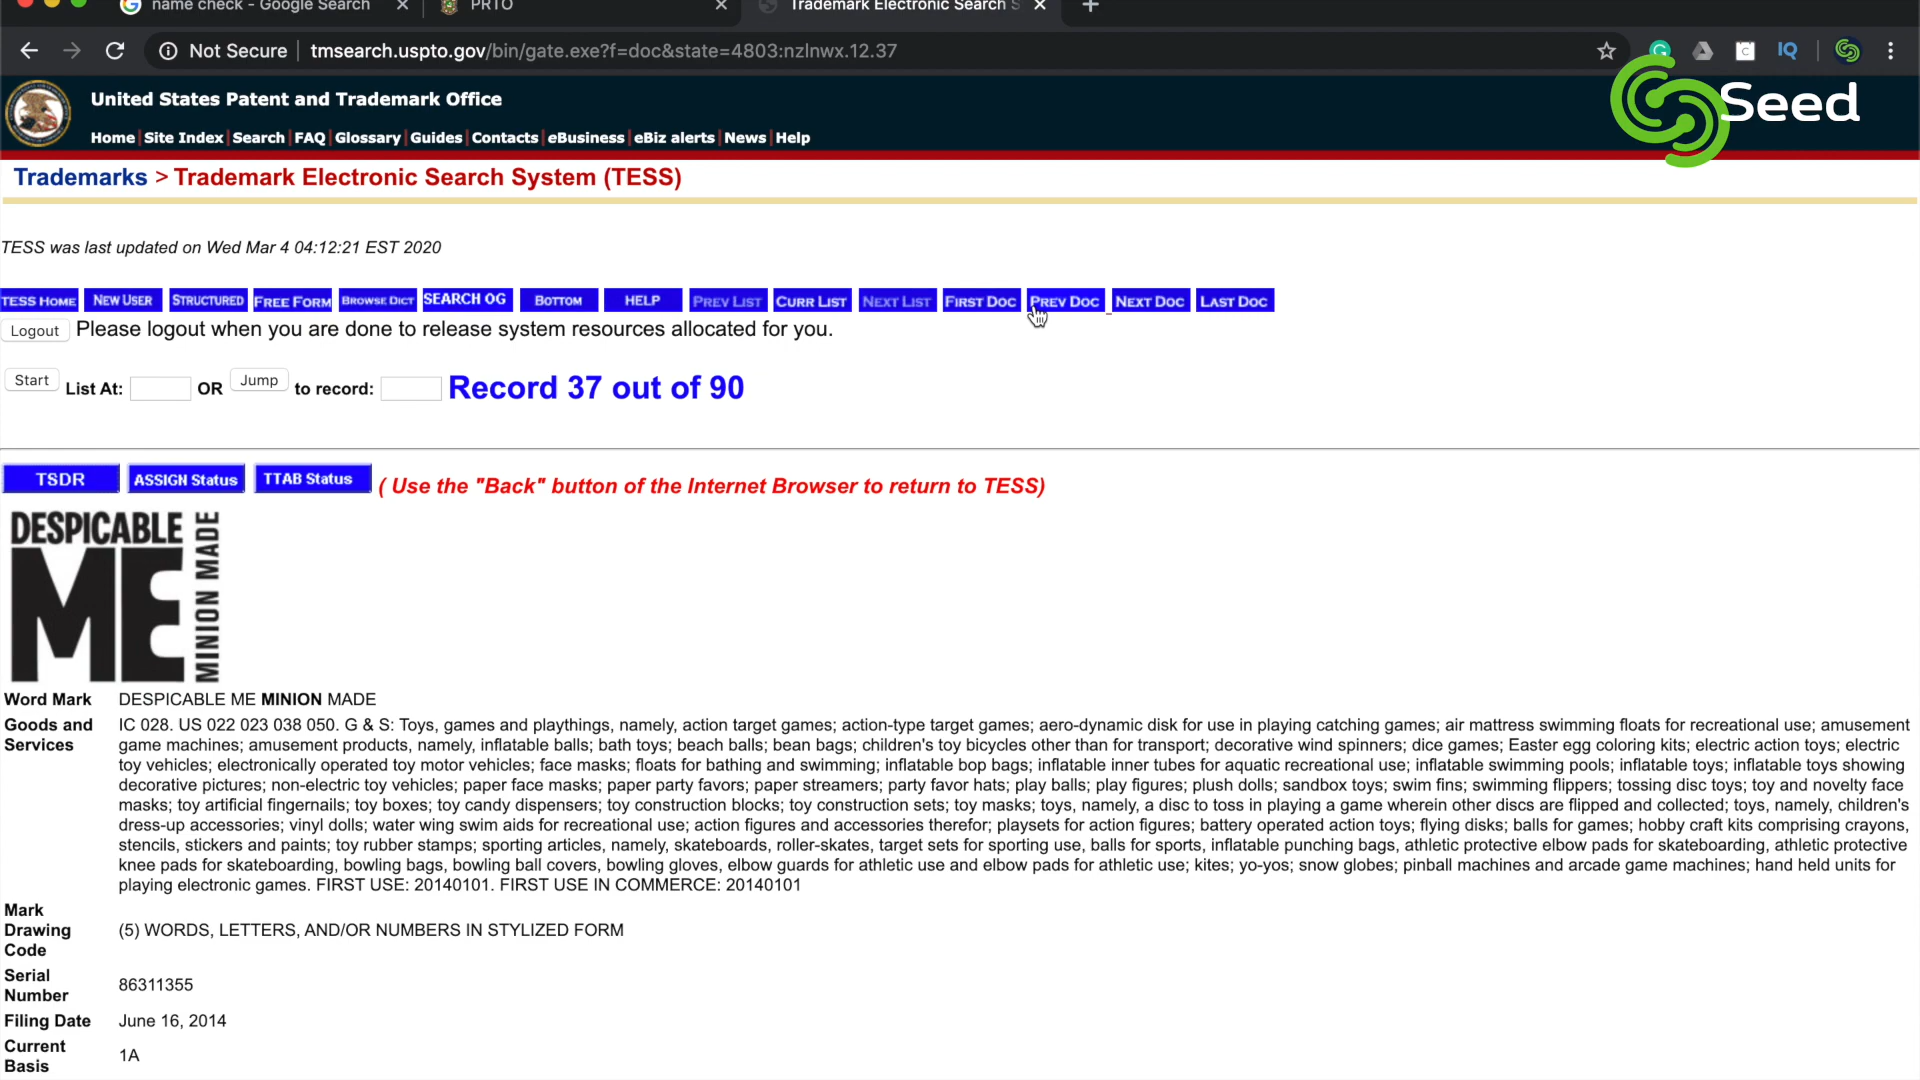 name check - Google Search
PRTO
Trademark Electronic Search S
Not Secure | tmsearch.uspto.gov/bin/gate.exe?f=doc&state=4803:nzlnwx.12.37
Seed
United States Patent and Trademark Office
Home | Site Index | Search | FAQ | Glossary | Guides | Contacts | eBusiness | eBiz alerts | News | Help
Trademarks > Trademark Electronic Search System (TESS)
TESS was last updated on Wed Mar 4 04:12:21 EST 2020
TESS HOME NEW USER STRUCTURED FREE FORM BROWSE DICT SEARCH OG BOTTOM HELP PREV LIST CURR LIST NEXT LIST FIRST DOC PREV DOC NEXT DOC LAST DOC
Logout Please logout when you are done to release system resources allocated for you.
Start List At: OR Jump to record: Record 37 out of 90
TSDR ASSIGN Status TTAB Status ( Use the "Back" button of the Internet Browser to return to TESS)
DESPICABLE
ME
MINION MADE
Word Mark DESPICABLE ME MINION MADE
Goods and Services IC 028. US 022 023 038 050. G & S: Toys, games and playthings, namely, action target games; action-type target games; aero-dynamic disk for use in playing catching games; air mattress swimming floats for recreational use; amusement
game machines; amusement products, namely, inflatable balls; bath toys; beach balls; bean bags; children's toy bicycles other than for transport; decorative wind spinners; dice games; Easter egg coloring kits; electric action toys; electric
toy vehicles; electronically operated toy motor vehicles; face masks; floats for bathing and swimming; inflatable bop bags; inflatable inner tubes for aquatic recreational use; inflatable swimming pools; inflatable toys; inflatable toys showing
decorative pictures; non-electric toy vehicles; paper face masks; paper party favors; paper streamers; party favor hats; play balls; play figures; plush dolls; sandbox toys; swim fins; swimming flippers; tossing disc toys; toy and novelty face
masks; toy artificial fingernails; toy boxes; toy candy dispensers; toy construction blocks; toy construction sets; toy masks; toys, namely, a disc to toss in playing a game wherein other discs are flipped and collected; toys, namely, children's
dress-up accessories; vinyl dolls; water wing swim aids for recreational use; action figures and accessories therefor; playsets for action figures; battery operated action toys; flying disks; balls for games; hobby craft kits comprising crayons,
stencils, stickers and paints; toy rubber stamps; sporting articles, namely, skateboards, roller-skates, target sets for sporting use, balls for sports, inflatable punching bags, athletic protective elbow pads for skateboarding, athletic protective
knee pads for skateboarding, bowling bags, bowling ball covers, bowling gloves, elbow guards for athletic use and elbow pads for athletic use; kites; yo-yos; snow globes; pinball machines and arcade game machines; hand held units for
playing electronic games. FIRST USE: 20140101. FIRST USE IN COMMERCE: 20140101
Mark
Drawing (5) WORDS, LETTERS, AND/OR NUMBERS IN STYLIZED FORM
Code
Serial
Number 86311355
Filing Date June 16, 2014
Current
Basis 1A